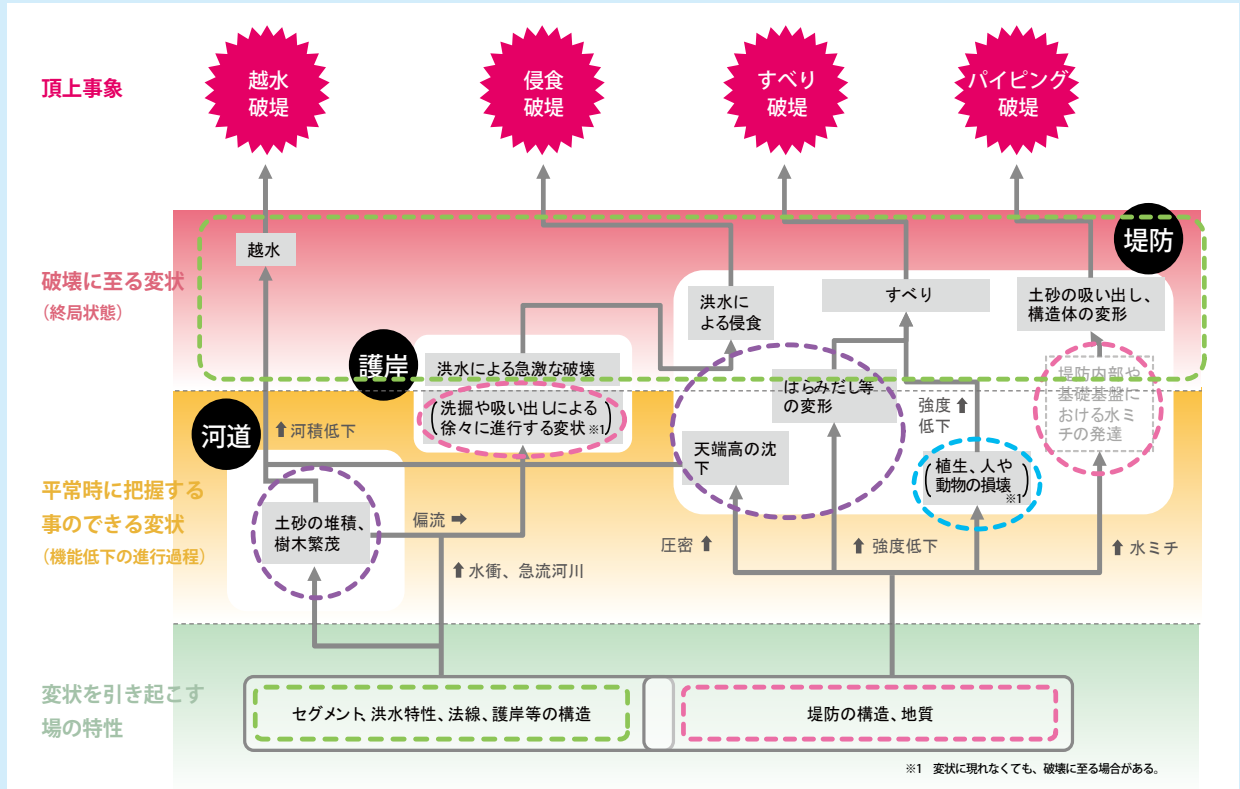 頂上事象
越水
破堤
侵食
破堤
すべり
破堤
パイピング
破堤
破壊に至る変状
（終局状態）
堤防
越水
洪水に
よる侵食
すべり
土砂の吸い出し、
構造体の変形
護岸
洪水による急激な破壊
（洗掘や吸い出しによる
徐々に進行する変状※1）
はらみだし等
の変形
堤防内部や
基礎基盤に
おける水ミ
チの発達
平常時に把握する
事のできる変状
（機能低下の進行過程）
河道
⬆河積低下
天端高の沈
下
強度⬆
低下
（植生、人や
動物の損壊
※1）
土砂の堆積、
樹木繁茂
偏流➡
⬆水衝、急流河川
圧密⬆
⬆強度低下
⬆水ミチ
変状を引き起こす
場の特性
セグメント、洪水特性、法線、護岸等の構造
堤防の構造、地質
※1　変状に現れなくても、破壊に至る場合がある。